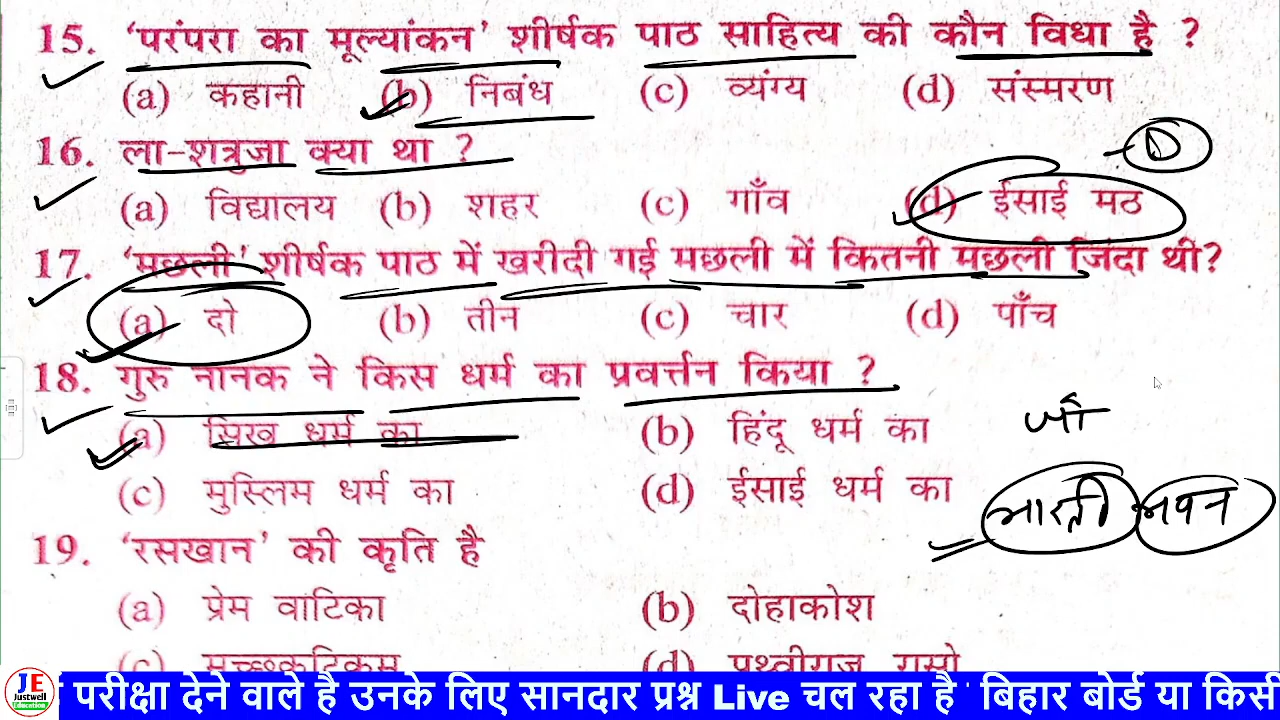 15. ‘परंपरा का मूल्यांकन’ शीर्षक पाठ साहित्य की कौन विधा है ?
(a) कहानी (b) निबंध (c) व्यंग्य (d) संस्मरण
D
16. ला-शत्रुजा क्या था ?
(a) विद्यालय (b) शहर (c) गाँव (d) ईसाई मठ
17. ‘मछली’ शीर्षक पाठ में खरीदी गई मछली में कितनी मछली जिंदा थी?
(a) दो (b) तीन (c) चार (d) पाँच
18. गुरु नानक ने किस धर्म का प्रवर्त्तन किया ?
(a) सिख धर्म का (b) हिंदू धर्म का
(c) मुस्लिम धर्म का (d) ईसाई धर्म का
भारती भवन
19. ‘रसखान’ की कृति है
(a) प्रेम वाटिका (b) दोहाकोश
(c) मृच्छकटिकम् (d) पृथ्वीराज रासो
JE
Justwell
Education
परीक्षा देने वाले है उनके लिए सानदार प्रश्न Live चल रहा है ' बिहार बोर्ड या किसी